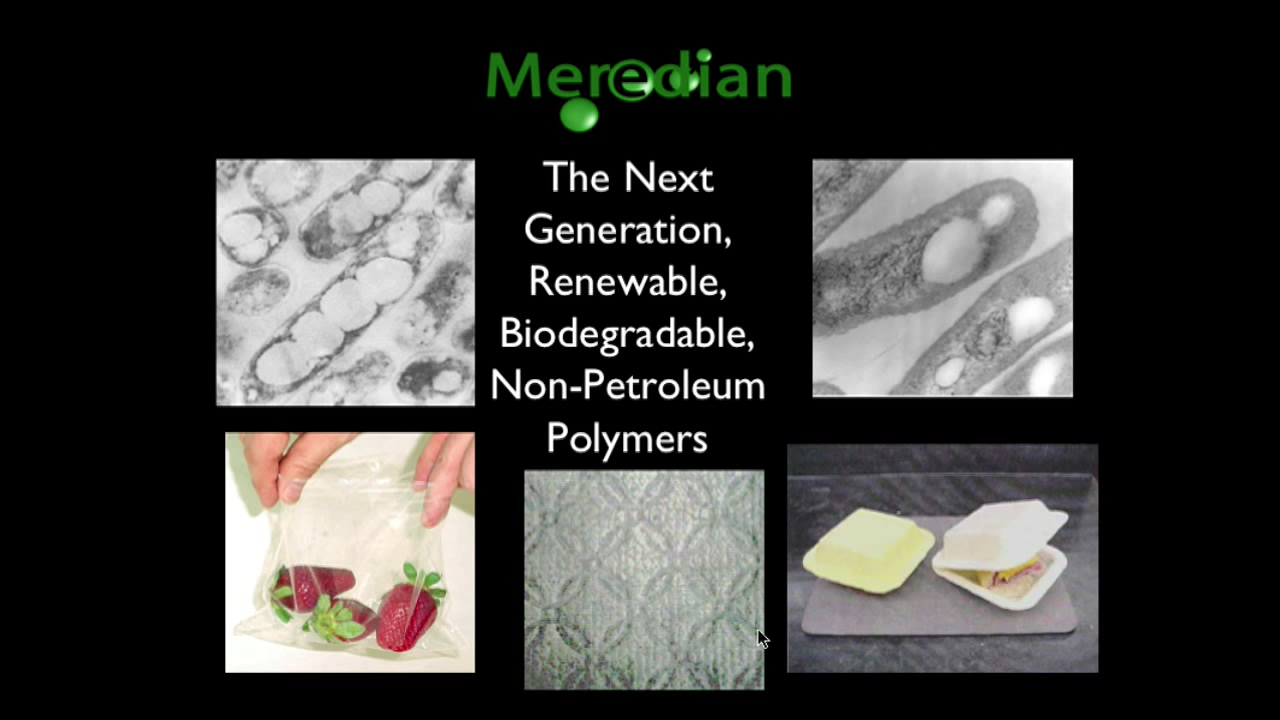 Meredian
The Next
Generation,
Renewable,
Biodegradable,
Non-Petroleum
Polymers